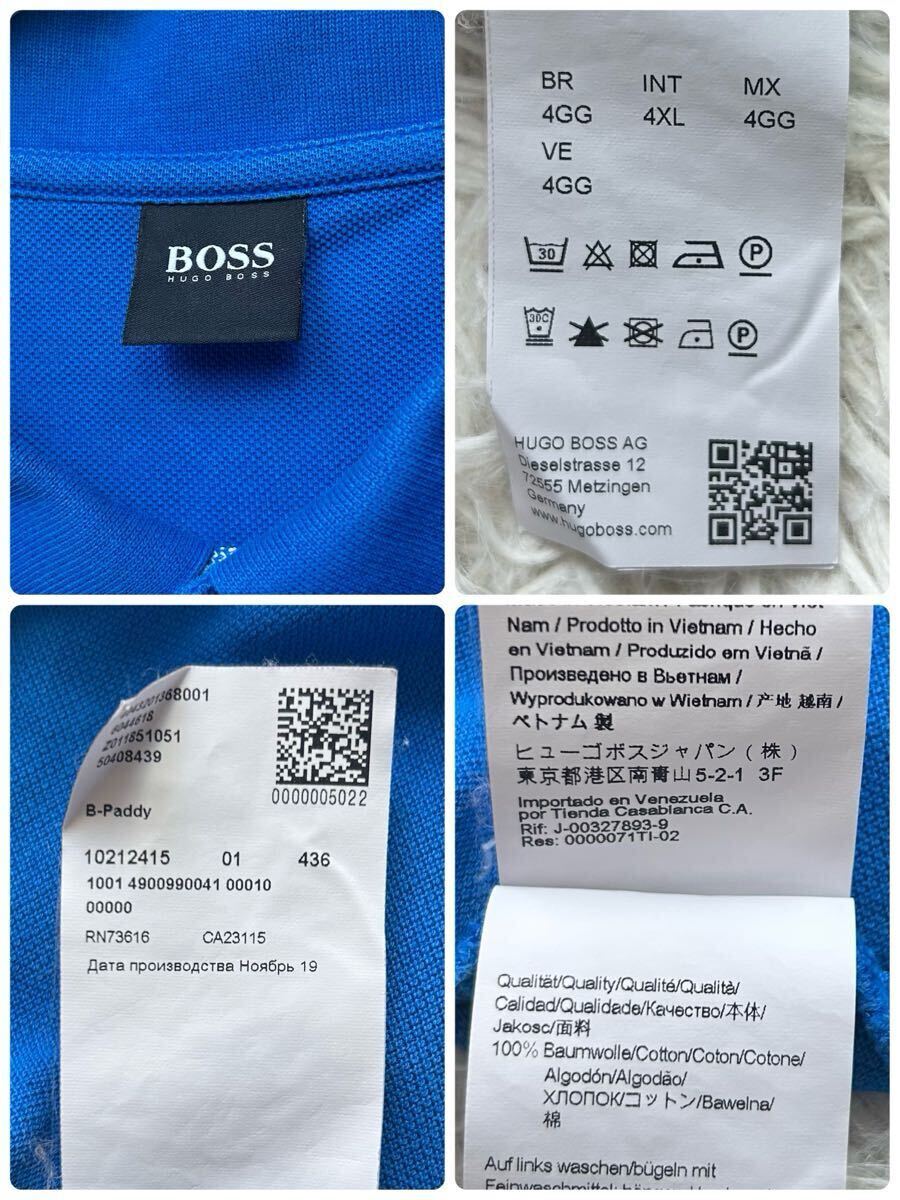 BOSS
HUGO BOSS
BR INT MX
4GG 4XL 4GG
VE
4GG
30 P
30C P
HUGO BOSS AG
Dieselstrasse 12
72555 Metzingen
Germany
www.hugoboss.com
6044618
Z011851051
50408439
0000005022
B-Paddy
10212415 01 436
1001 4900990041 00010
00000
RN73616 CA23115
Дата производства Ноябрь 19
Nam / Prodotto in Vietnam / Hecho
en Vietnam / Produzido em Vietnã /
Произведено в Вьетнам /
Wyprodukowano w Wietnam / 产地 越南 /
ベトナム 製
ヒューゴボスジャパン（株）
東京都港区南青山5-2-1 3F
Importado en Venezuela
por Tienda Casablanca C.A.
Rif: J-00327893-9
Res: 0000071TI-02
Qualität/Quality/Qualité/Qualità/
Calidad/Qualidade/Качество/本体/
Jakosc/面料
100% Baumwolle/Cotton/Coton/Cotone/
Algodón/Algodão/
ХЛОПОК/コットン/Bawelna/
棉
Auf links waschen/bügeln mit